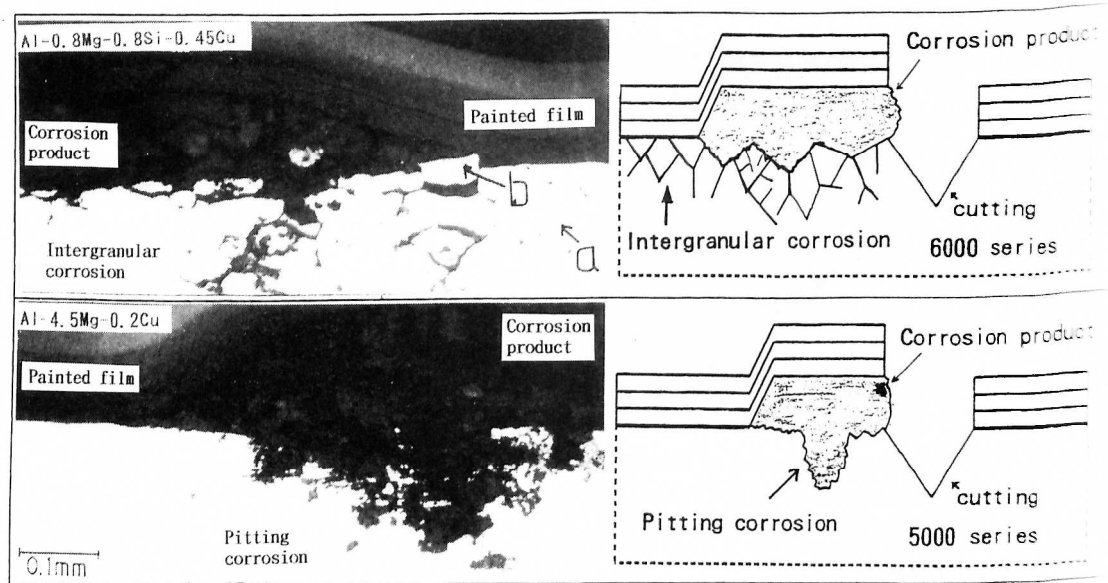 Al-0.8Mg-0.8Si-0.45Cu
Corrosion
product
Painted film
b
a
Intergranular
corrosion
Corrosion product
Intergranular corrosion
cutting
6000 series
Al-4.5Mg-0.2Cu
Corrosion
product
Painted film
Pitting
corrosion
0.1mm
Corrosion product
Pitting corrosion
cutting
5000 series